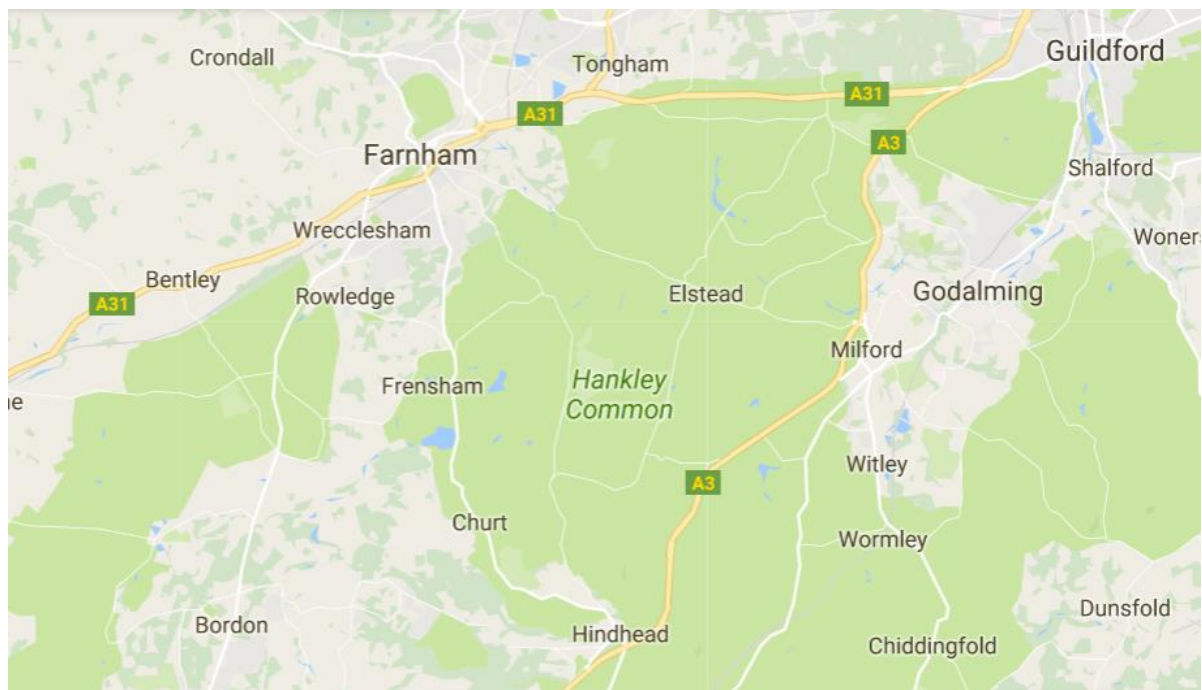 Guildford
Crondall
Tongham
A31
A31
A3
Farnham
Shalford
Wrecclesham
Woners
Bentley
Rowledge
Elstead
Godalming
A31
Milford
Frensham
Hankley
Common
ne
Witley
A3
Churt
Wormley
Dunsfold
Bordon
Hindhead
Chiddingfold